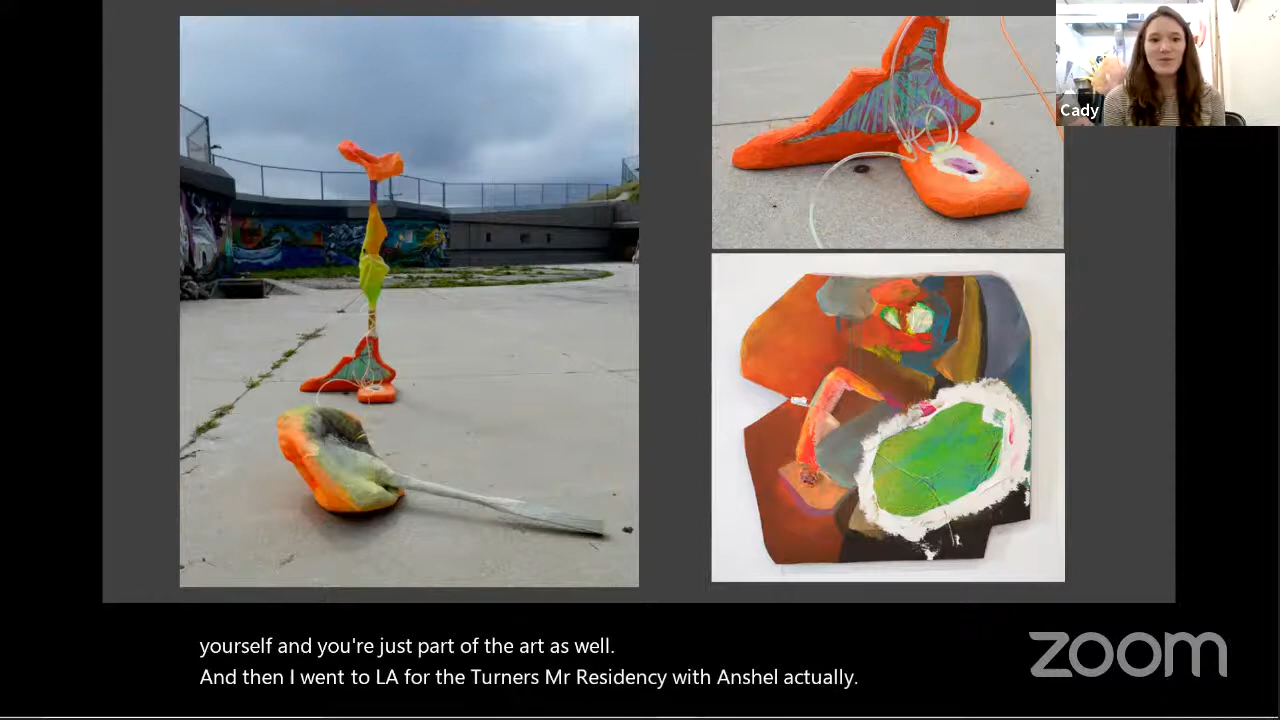 Cady
yourself and you're just part of the art as well.
And then I went to LA for the Turners Mr Residency with Anshel actually.
zoom